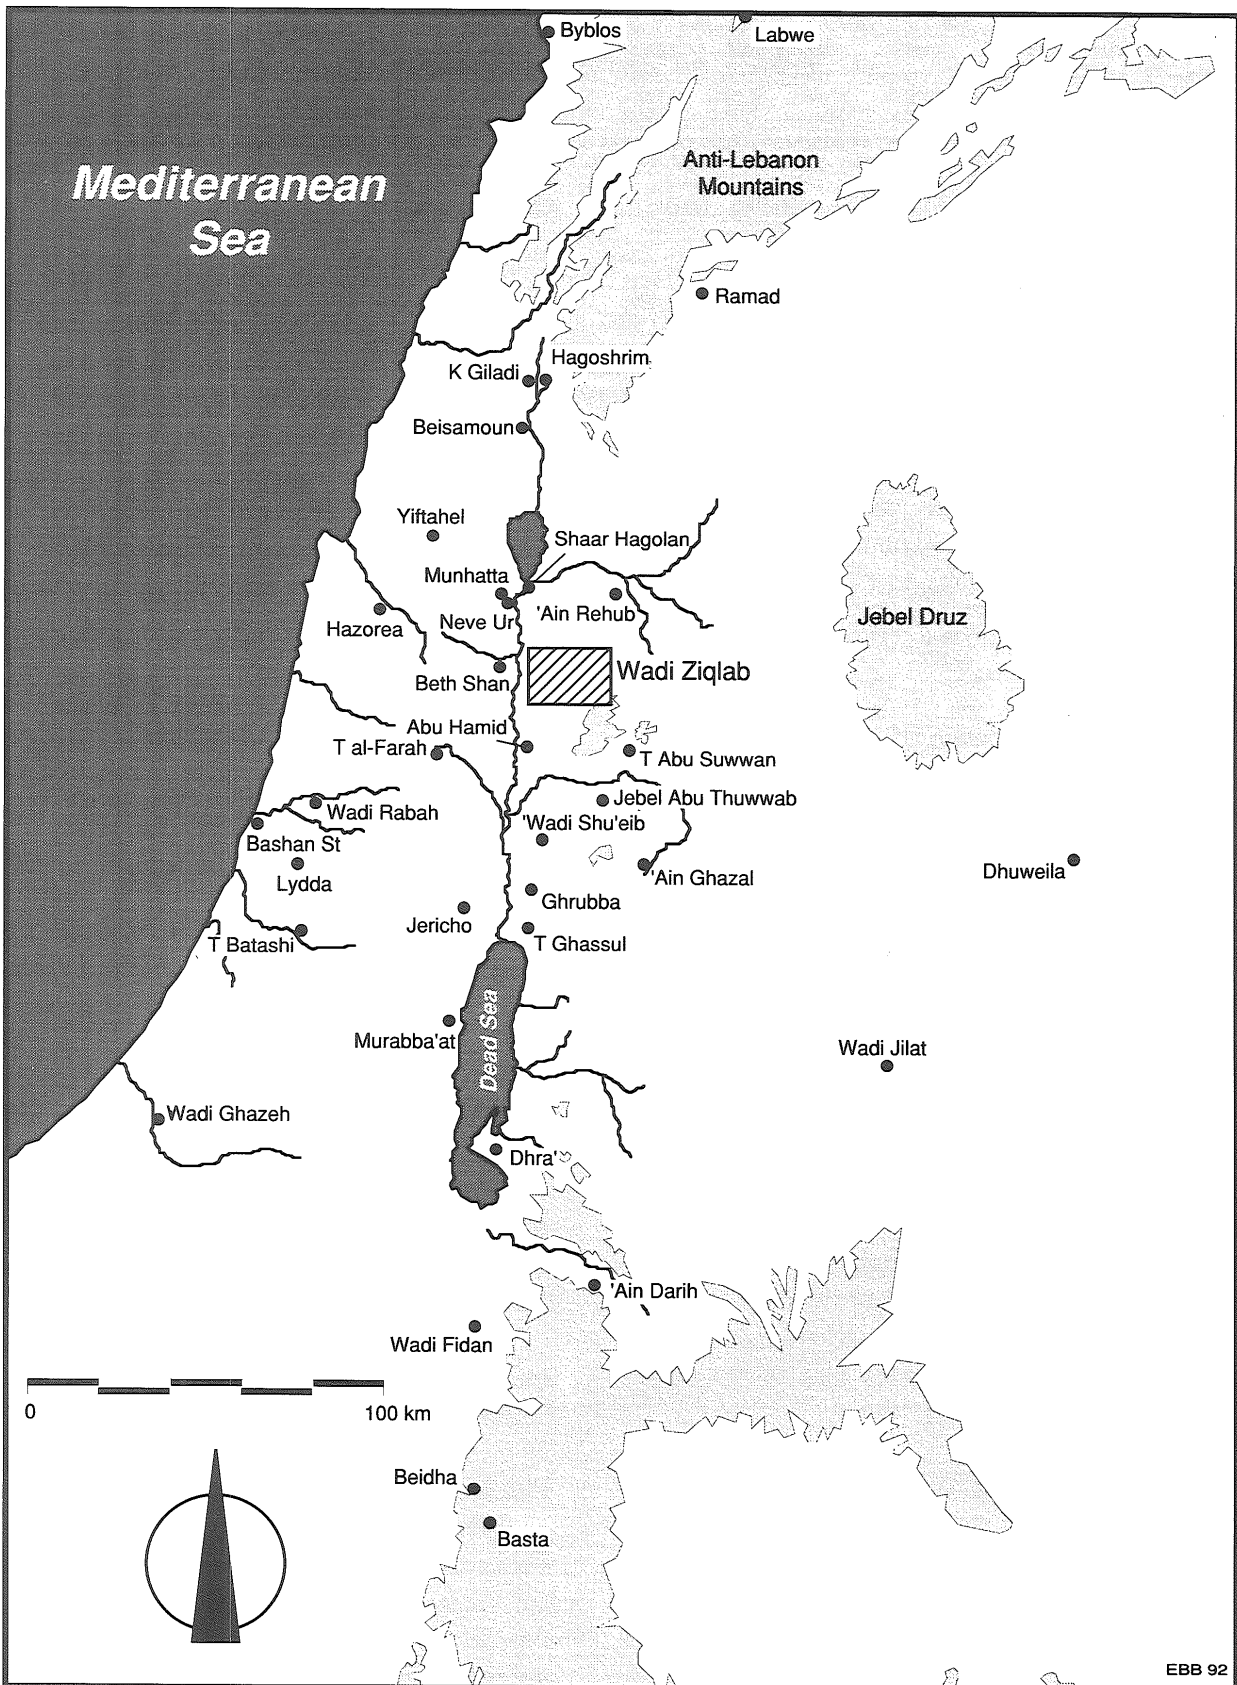 Byblos
Labwe
Mediterranean
Sea
Anti-Lebanon
Mountains
Ramad
Hagoshrim
K Giladi
Beisamoun
Yiftahel
Shaar Hagolan
Munhatta
'Ain Rehub
Neve Ur
Hazorea
Jebel Druz
Wadi Ziqlab
Beth Shan
Abu Hamid
T al-Farah
T Abu Suwwan
Jebel Abu Thuwwab
Wadi Rabah
'Wadi Shu'eib
Bashan St
Lydda
'Ain Ghazal
Dhuweila
Ghrubba
Jericho
T Batashi
T Ghassul
Dead Sea
Murabba'at
Wadi Jilat
Wadi Ghazeh
Dhra'
'Ain Darih
Wadi Fidan
0
100 km
Beidha
Basta
EBB 92